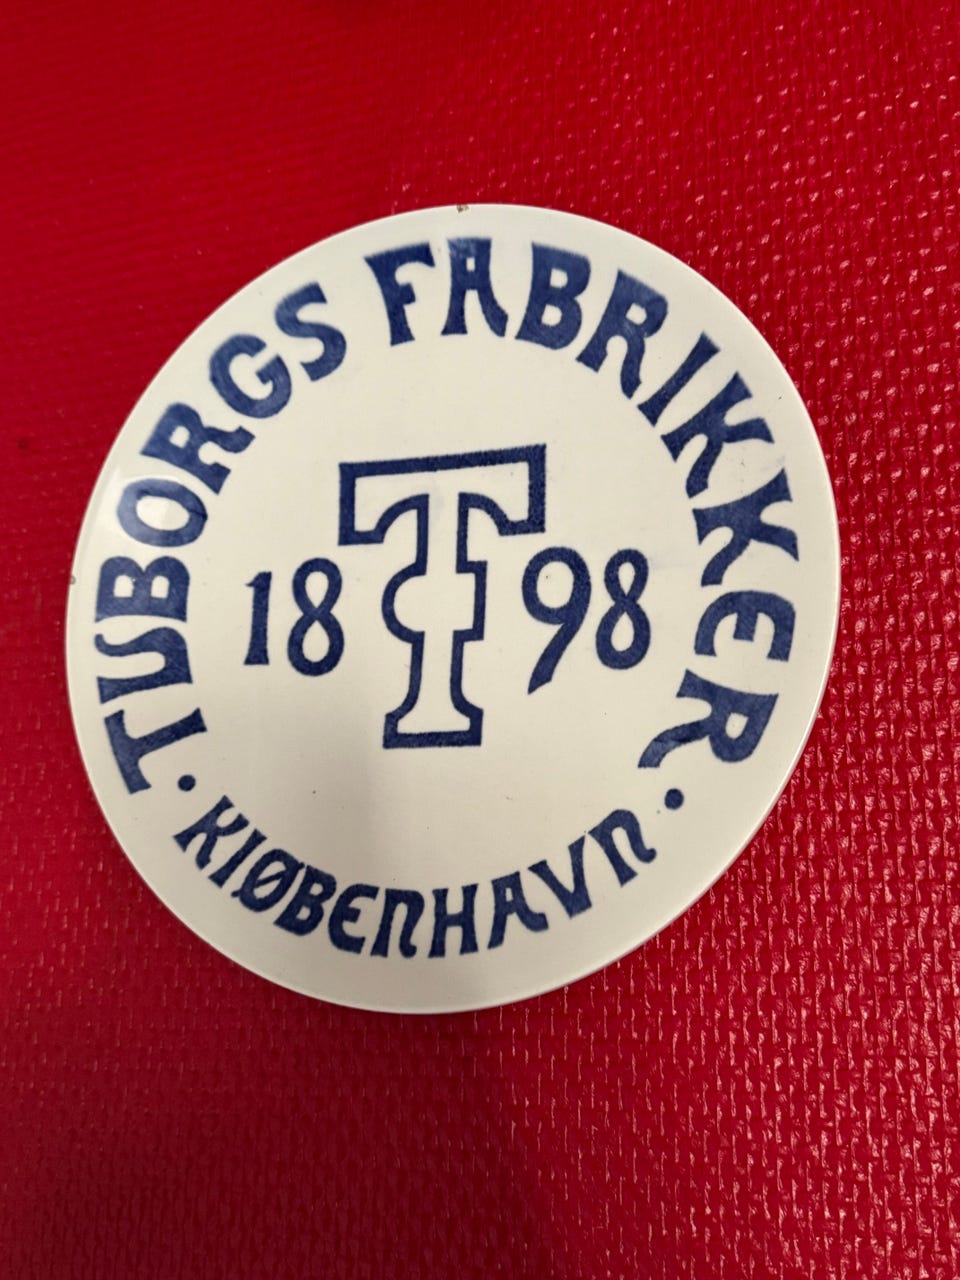 TUBORGS FABRIKKER
18 T 98
· KIØBENHAVN ·